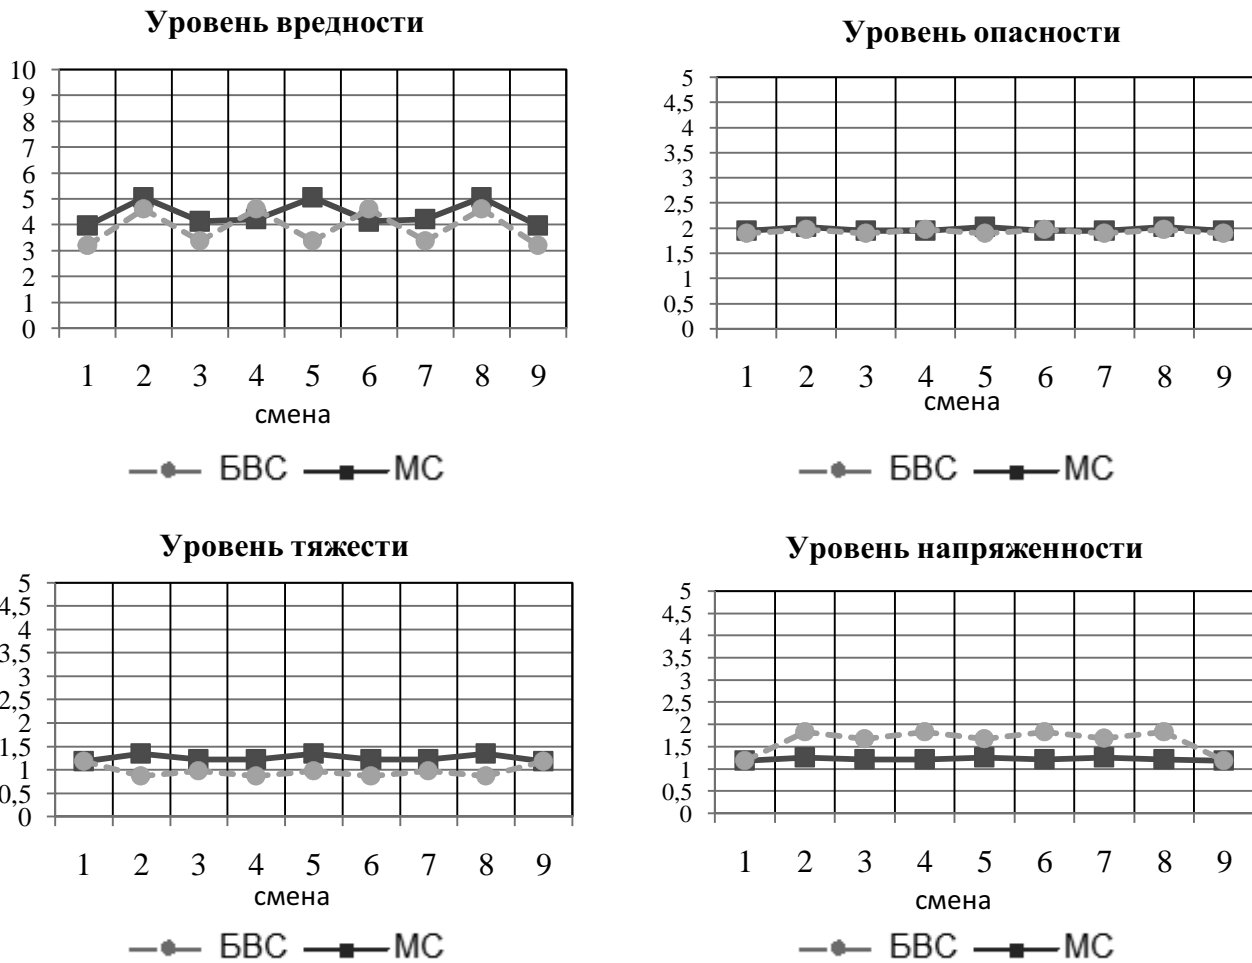 Уровень вредности
10
9
8
7
6
5
4
3
2
1
0
1 2 3 4 5 6 7 8 9
смена
БВС МС
Уровень опасности
5
4,5
4
3,5
3
2,5
2
1,5
1
0,5
0
1 2 3 4 5 6 7 8 9
смена
БВС МС
Уровень тяжести
5
4,5
4
3,5
3
2,5
2
1,5
1
0,5
0
1 2 3 4 5 6 7 8 9
смена
БВС МС
Уровень напряженности
5
4,5
4
3,5
3
2,5
2
1,5
1
0,5
0
1 2 3 4 5 6 7 8 9
смена
БВС МС